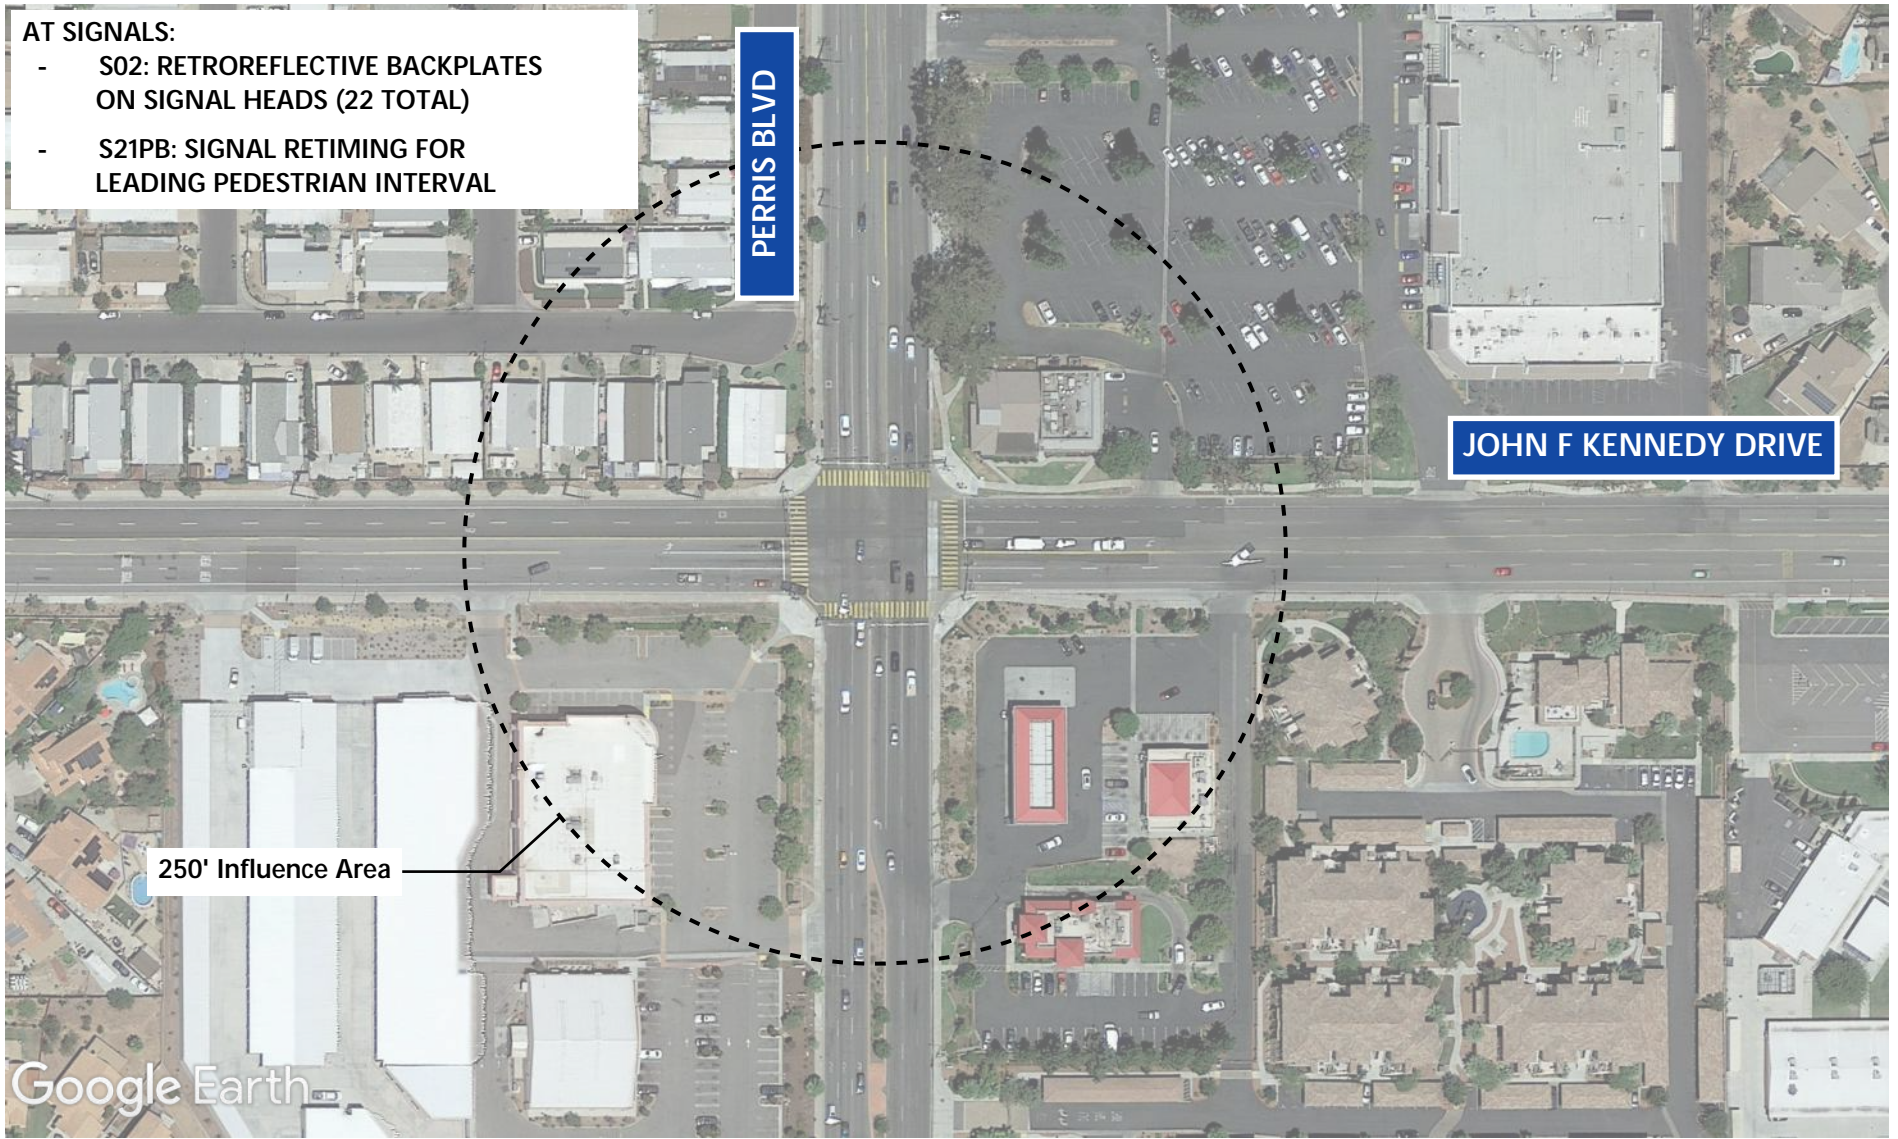 AT SIGNALS:
- S02: RETROREFLECTIVE BACKPLATES
ON SIGNAL HEADS (22 TOTAL)
- S21PB: SIGNAL RETIMING FOR
LEADING PEDESTRIAN INTERVAL
PERRIS BLVD
JOHN F KENNEDY DRIVE
250' Influence Area
Google Earth